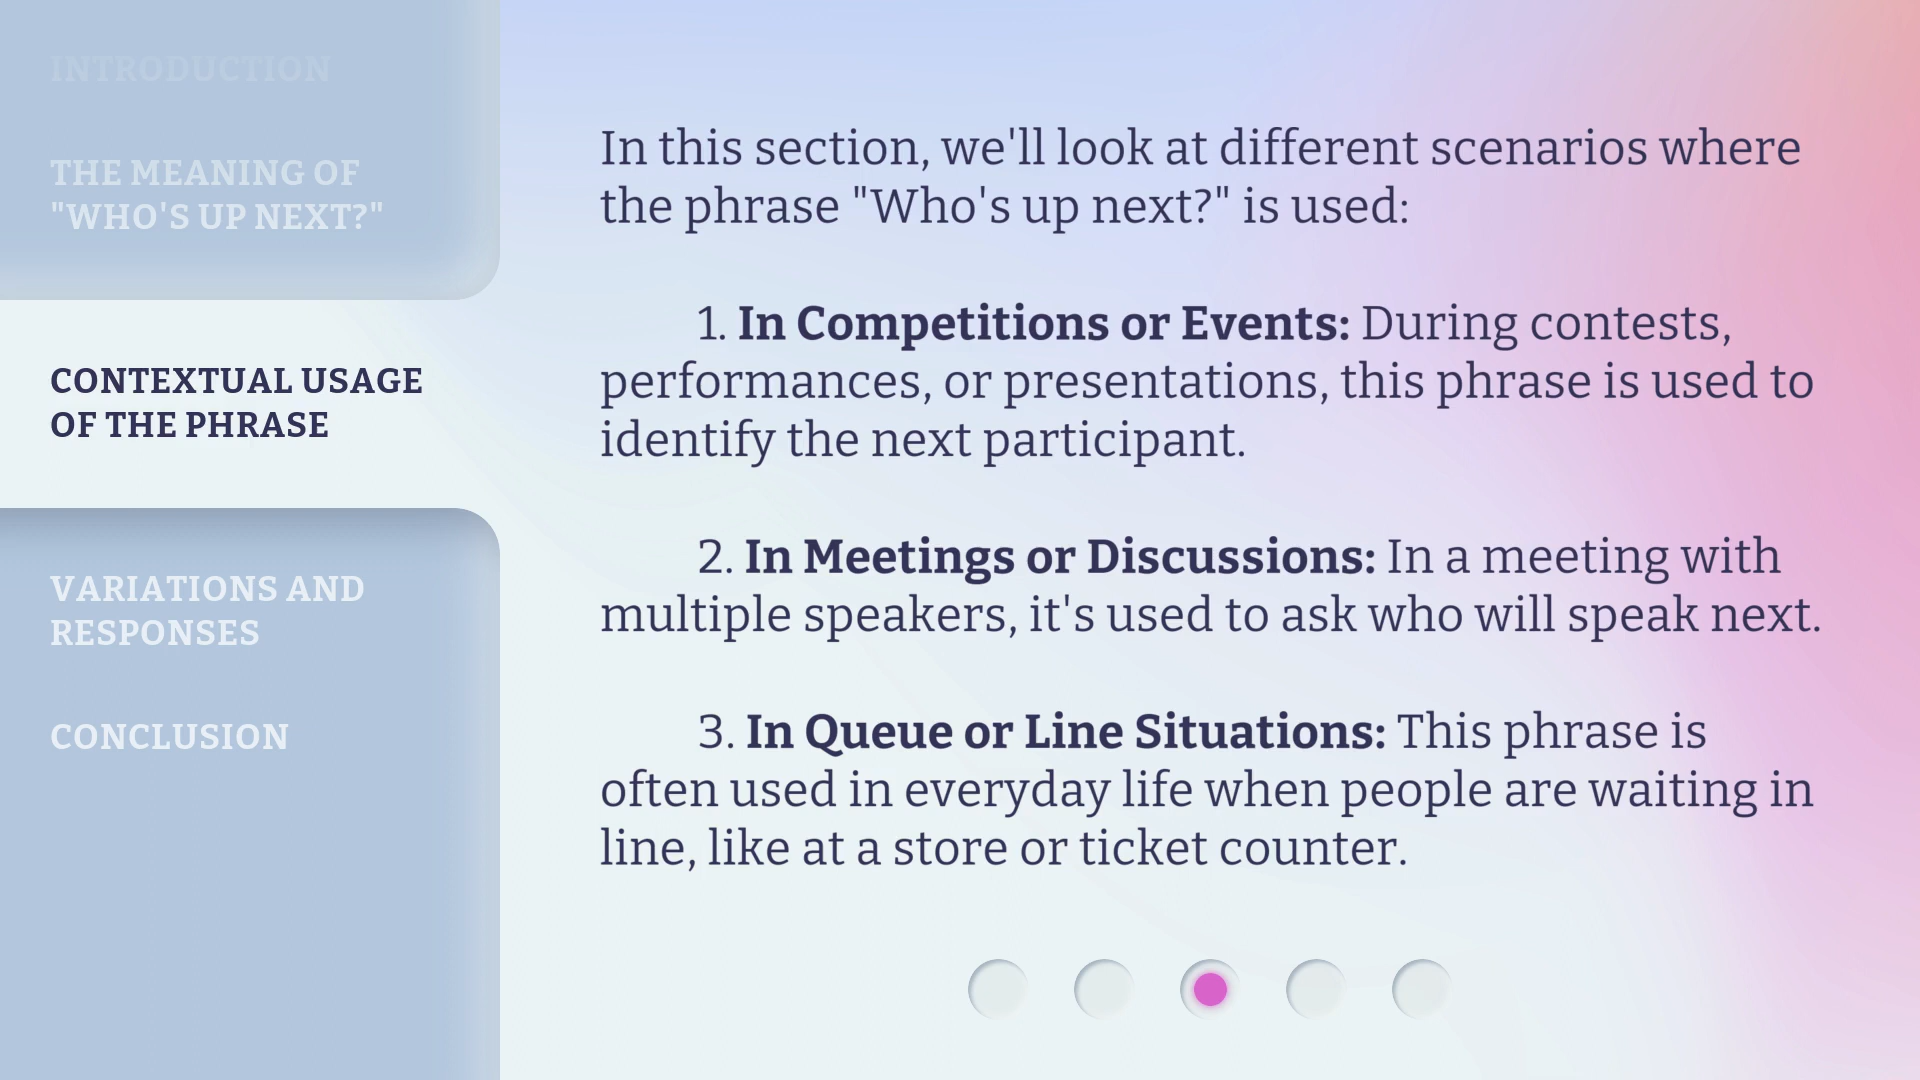 INTRODUCTION
THE MEANING OF
"WHO'S UP NEXT?"
CONTEXTUAL USAGE
OF THE PHRASE
VARIATIONS AND
RESPONSES
CONCLUSION
In this section, we'll look at different scenarios where
the phrase "Who's up next?" is used:
1. In Competitions or Events: During contests,
performances, or presentations, this phrase is used to
identify the next participant.
2. In Meetings or Discussions: In a meeting with
multiple speakers, it's used to ask who will speak next.
3. In Queue or Line Situations: This phrase is
often used in everyday life when people are waiting in
line, like at a store or ticket counter.